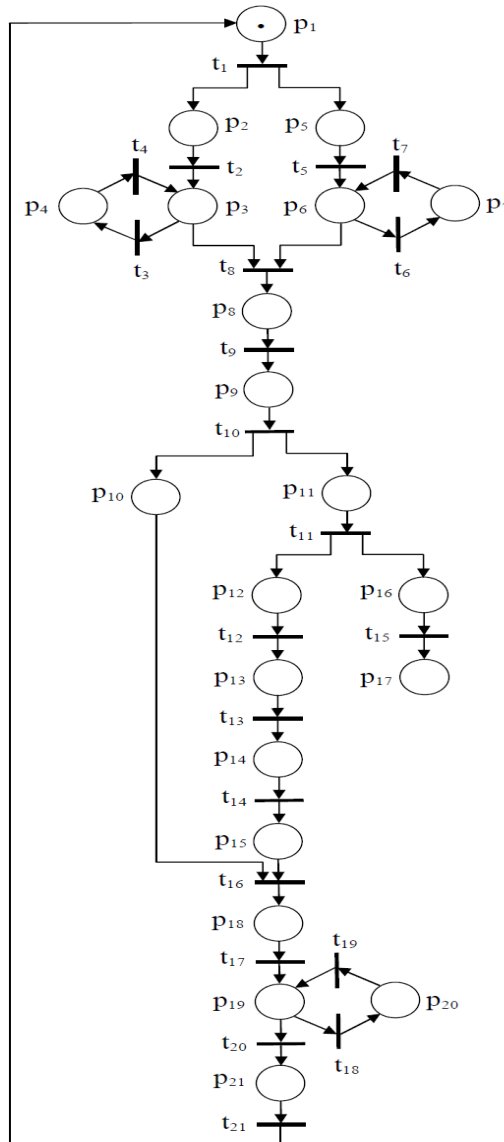 p₁
t₁
p₂ p₅
t₄ t₇
t₂ t₅
p₄ p₃ p₆ p
t₃ t₆
t₈
p₈
t₉
p₉
t₁₀
p₁₀ p₁₁
t₁₁
p₁₂ p₁₆
t₁₂ t₁₅
p₁₃ p₁₇
t₁₃
p₁₄
t₁₄
p₁₅
t₁₆
p₁₈
t₁₉
t₁₇
p₁₉ p₂₀
t₂₀ t₁₈
p₂₁
t₂₁